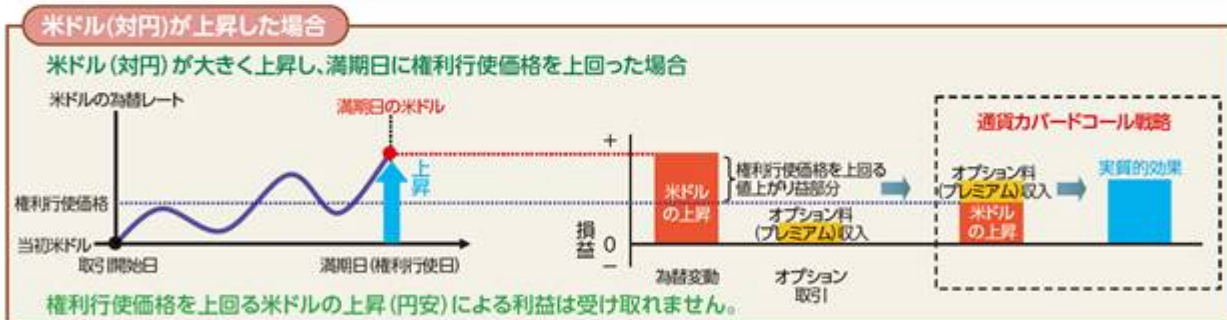 米ドル(対円)が上昇した場合
米ドル(対円)が大きく上昇し、満期日に権利行使価格を上回った場合
米ドルの為替レート
満期日の米ドル
上昇
権利行使価格
当初米ドル
取引開始日
満期日(権利行使日)
+
損益
0
−
米ドル
の上昇
権利行使価格を上回る
値上がり益部分
オプション料
(プレミアム)収入
為替変動
オプション
取引
通貨カバードコール戦略
オプション料
(プレミアム)収入
米ドル
の上昇
実質的効果
権利行使価格を上回る米ドルの上昇(円安)による利益は受け取れません。